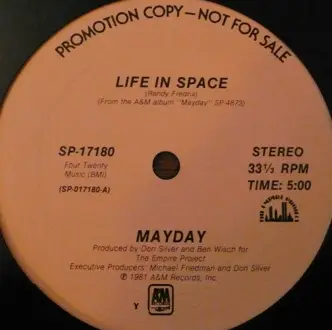 PROMOTION COPY—NOT FOR SALE
LIFE IN SPACE
(Randy Fredrix)
(From the A&M album "Mayday" SP-4873)
SP-17180
Four Twenty
Music (BMI)
(SP-017180-A)
STEREO
33⅓ RPM
TIME: 5:00
MAYDAY
Produced by Don Silver and Ben Wisch for
The Empire Project
Executive Producers: Michael Friedman and Don Silver
℗ 1981 A&M Records, Inc.
Y
A&M
RECORDS